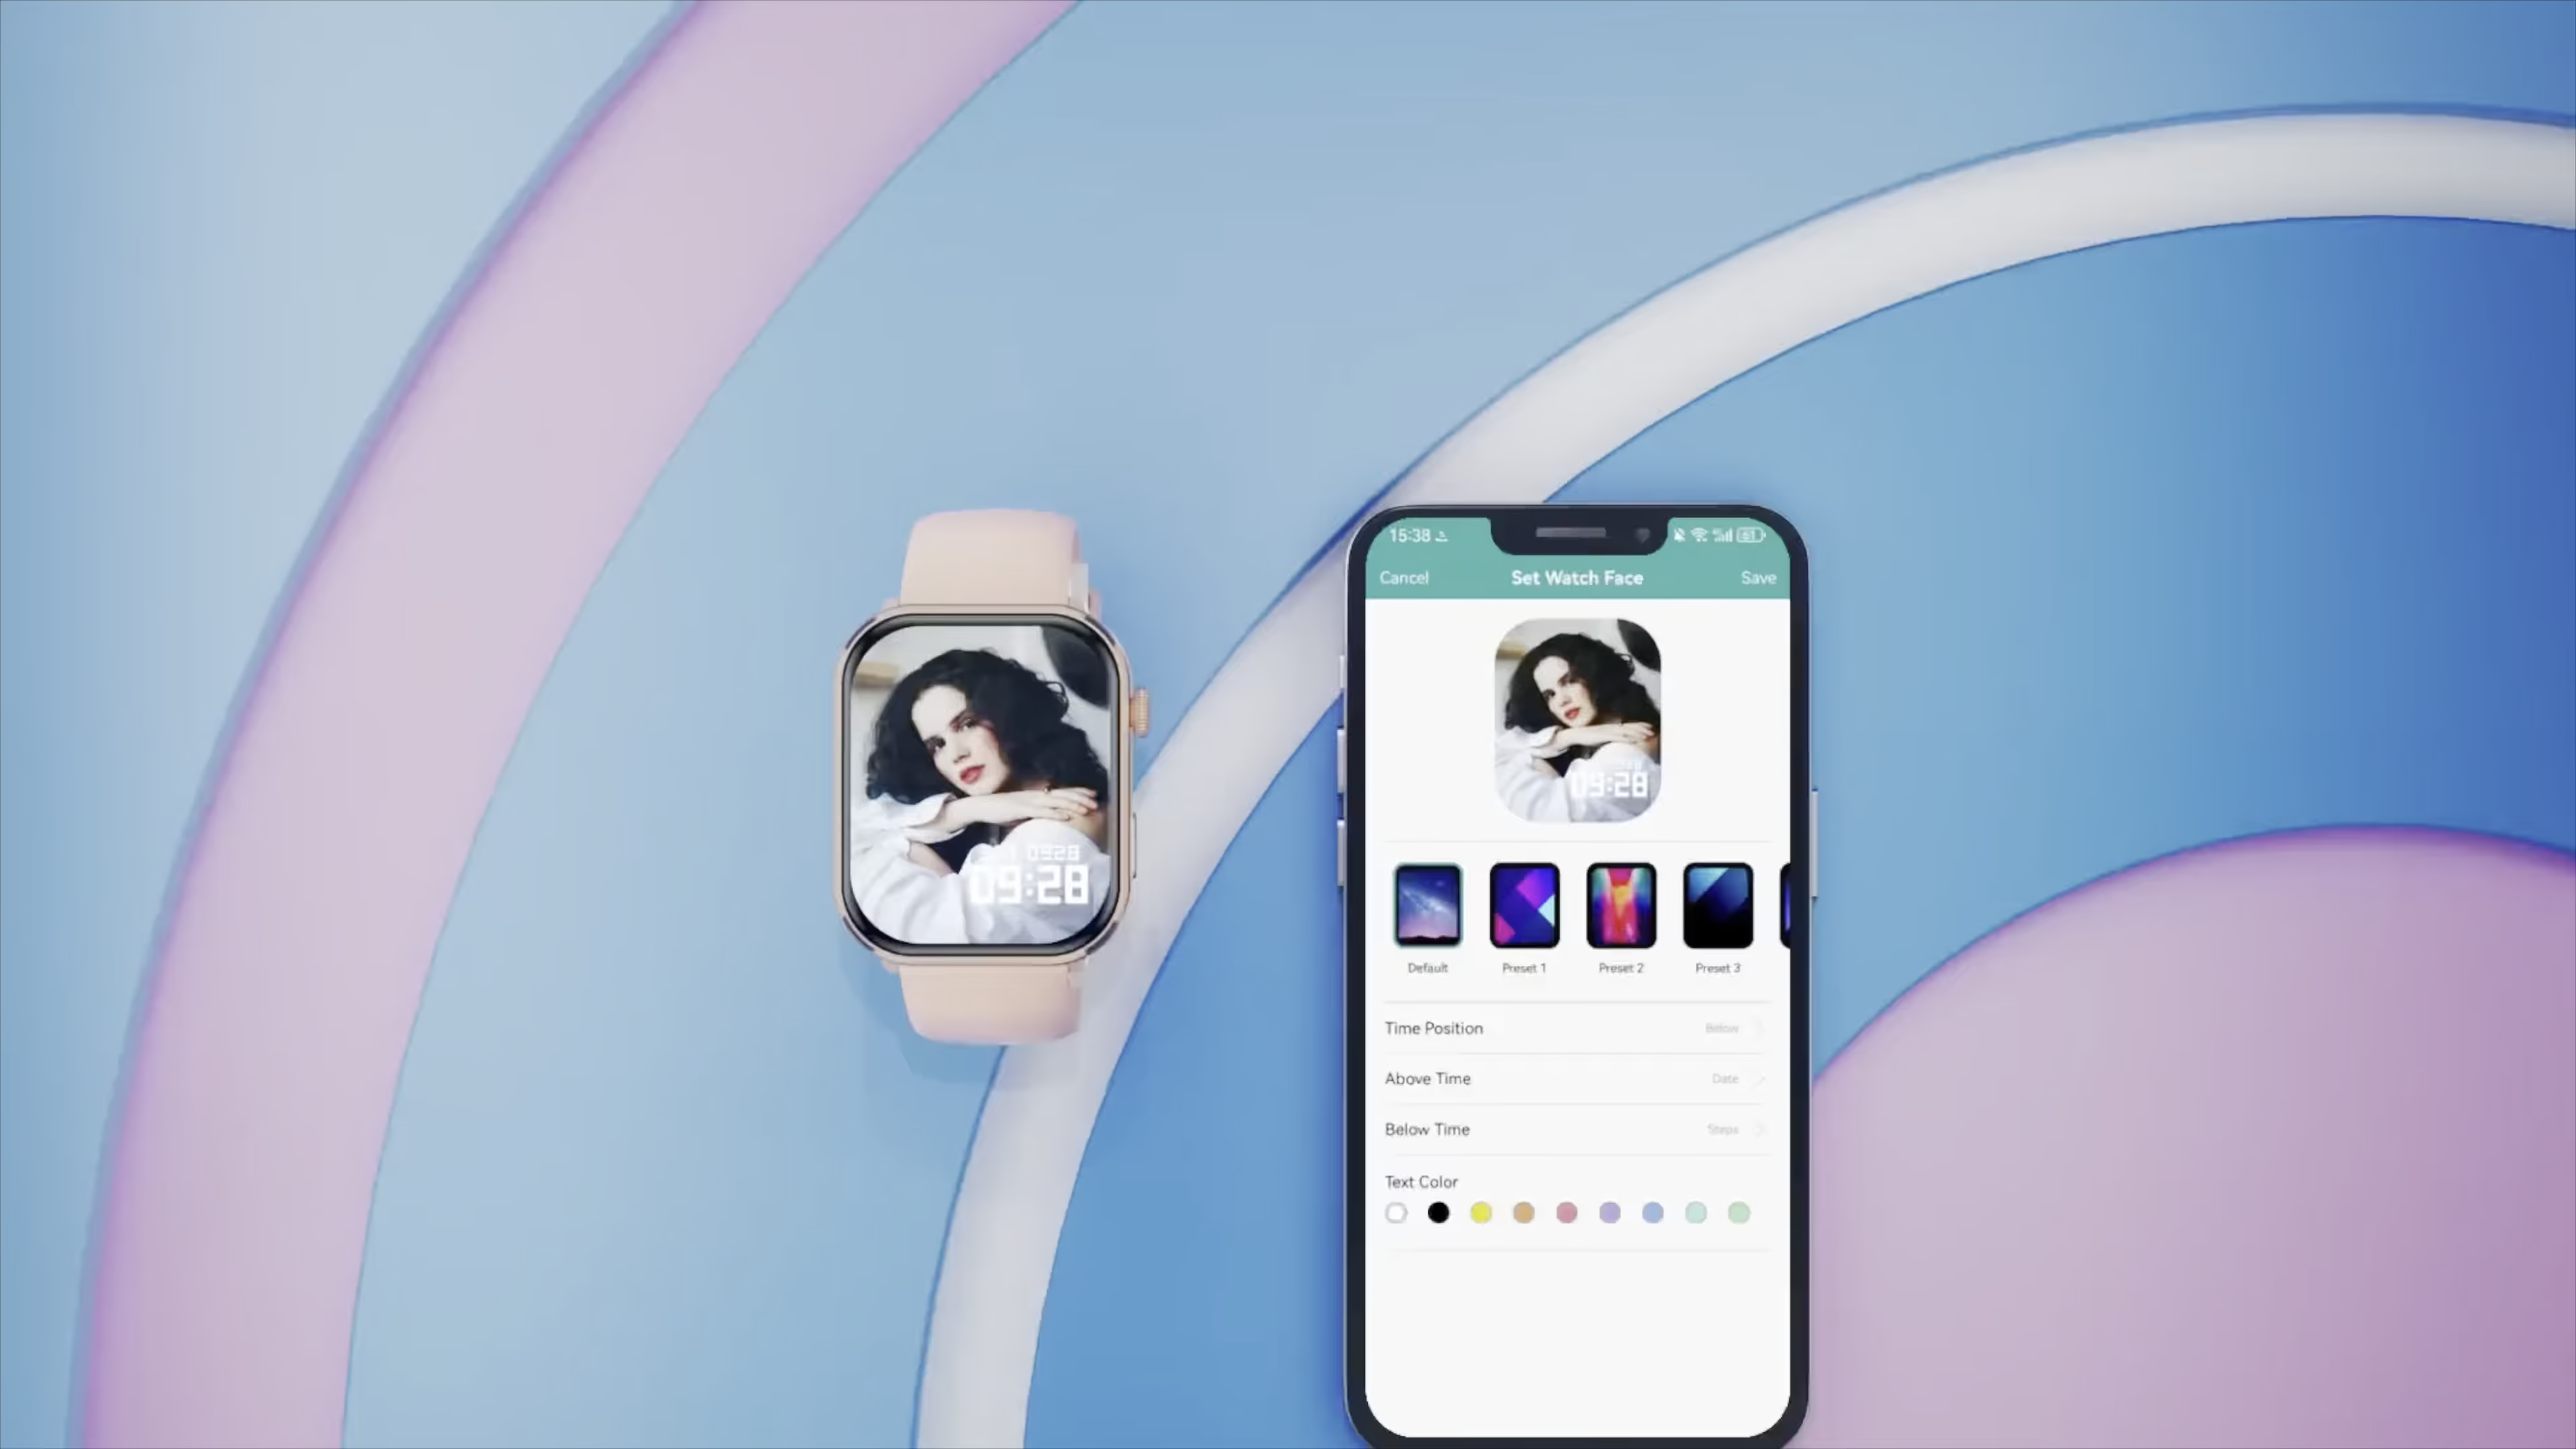 0928
09:28
15:38
Cancel Set Watch Face Save
09:28
Default Preset 1 Preset 2 Preset 3
Time Position Below
Above Time Date
Below Time Steps
Text Color